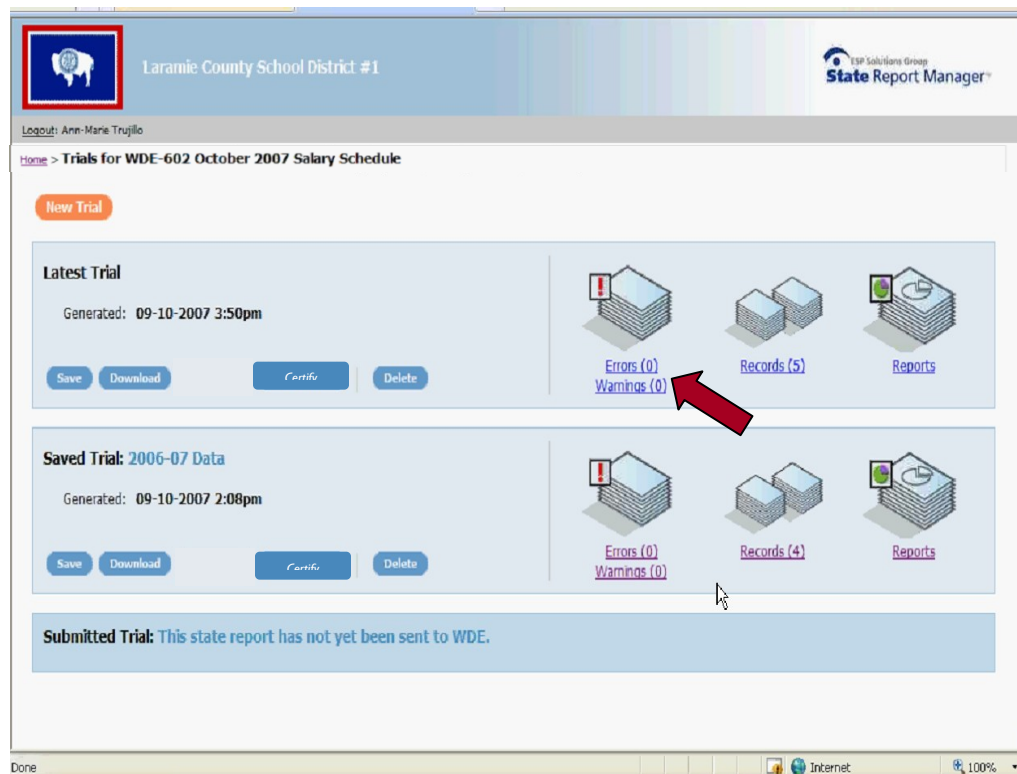 Laramie County School District #1
ESP Solutions Group
State Report Manager
Logout: Ann-Marie Trujillo
Home > Trials for WDE-602 October 2007 Salary Schedule
New Trial
Latest Trial
Generated: 09-10-2007 3:50pm
Save Download Certify Delete
Errors (0)
Warnings (0)
Records (5)
Reports
Saved Trial: 2006-07 Data
Generated: 09-10-2007 2:08pm
Save Download Certify Delete
Errors (0)
Warnings (0)
Records (4)
Reports
Submitted Trial: This state report has not yet been sent to WDE.
Done Internet 100%